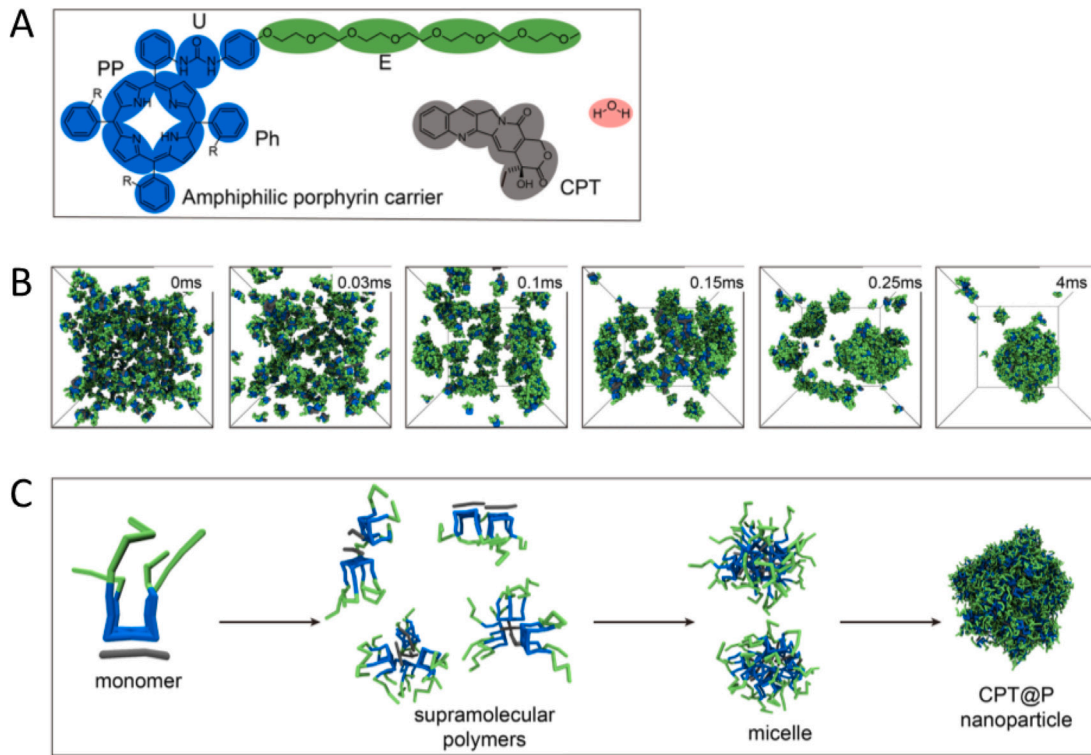 A
U
PP
E
R
NH
N
N
HN
R
R
Ph
O
N
H
N
H
O
O
O
O
O
O
O
O
Amphiphilic porphyrin carrier
N
N
O
O
OH
O
CPT
H O H
B
0ms
0.03ms
0.1ms
0.15ms
0.25ms
4ms
C
monomer
supramolecular
polymers
micelle
CPT@P
nanoparticle